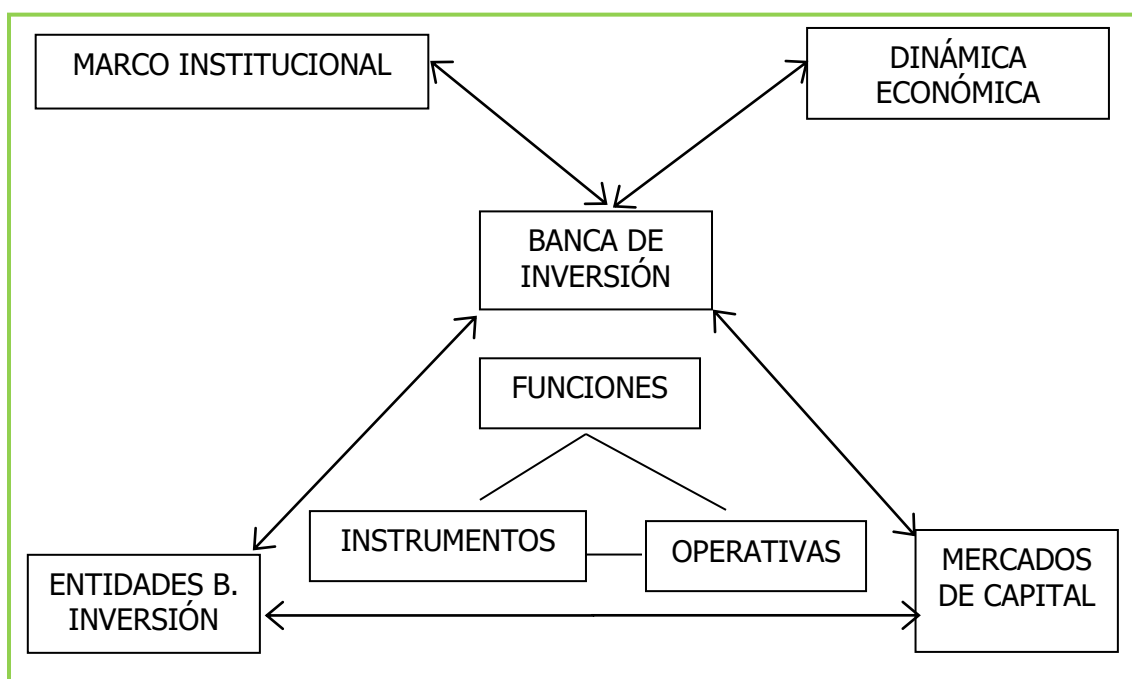 MARCO INSTITUCIONAL
DINÁMICA
ECONÓMICA
BANCA DE
INVERSIÓN
FUNCIONES
INSTRUMENTOS
OPERATIVAS
ENTIDADES B.
INVERSIÓN
MERCADOS
DE CAPITAL